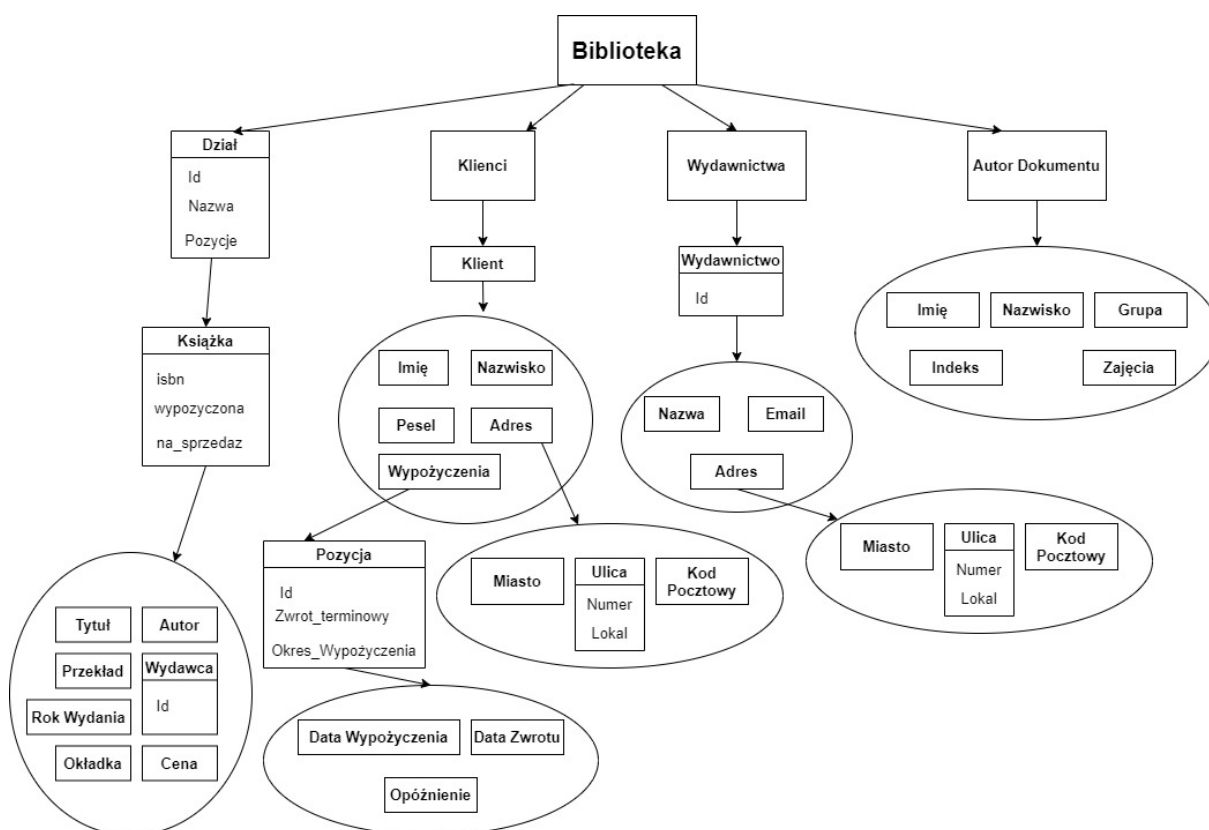 Biblioteka
Dział
Id
Nazwa
Pozycje
Klienci
Wydawnictwa
Autor Dokumentu
Klient
Wydawnictwo
Id
Imię
Nazwisko
Grupa
Indeks
Zajęcia
Książka
isbn
wypozyczona
na_sprzedaz
Imię
Nazwisko
Pesel
Adres
Wypożyczenia
Nazwa
Email
Adres
Pozycja
Id
Zwrot_terminowy
Okres_Wypożyczenia
Miasto
Ulica
Numer
Lokal
Kod
Pocztowy
Miasto
Ulica
Numer
Lokal
Kod
Pocztowy
Tytuł
Autor
Przekład
Wydawca
Id
Rok Wydania
Okładka
Cena
Data Wypożyczenia
Data Zwrotu
Opóźnienie